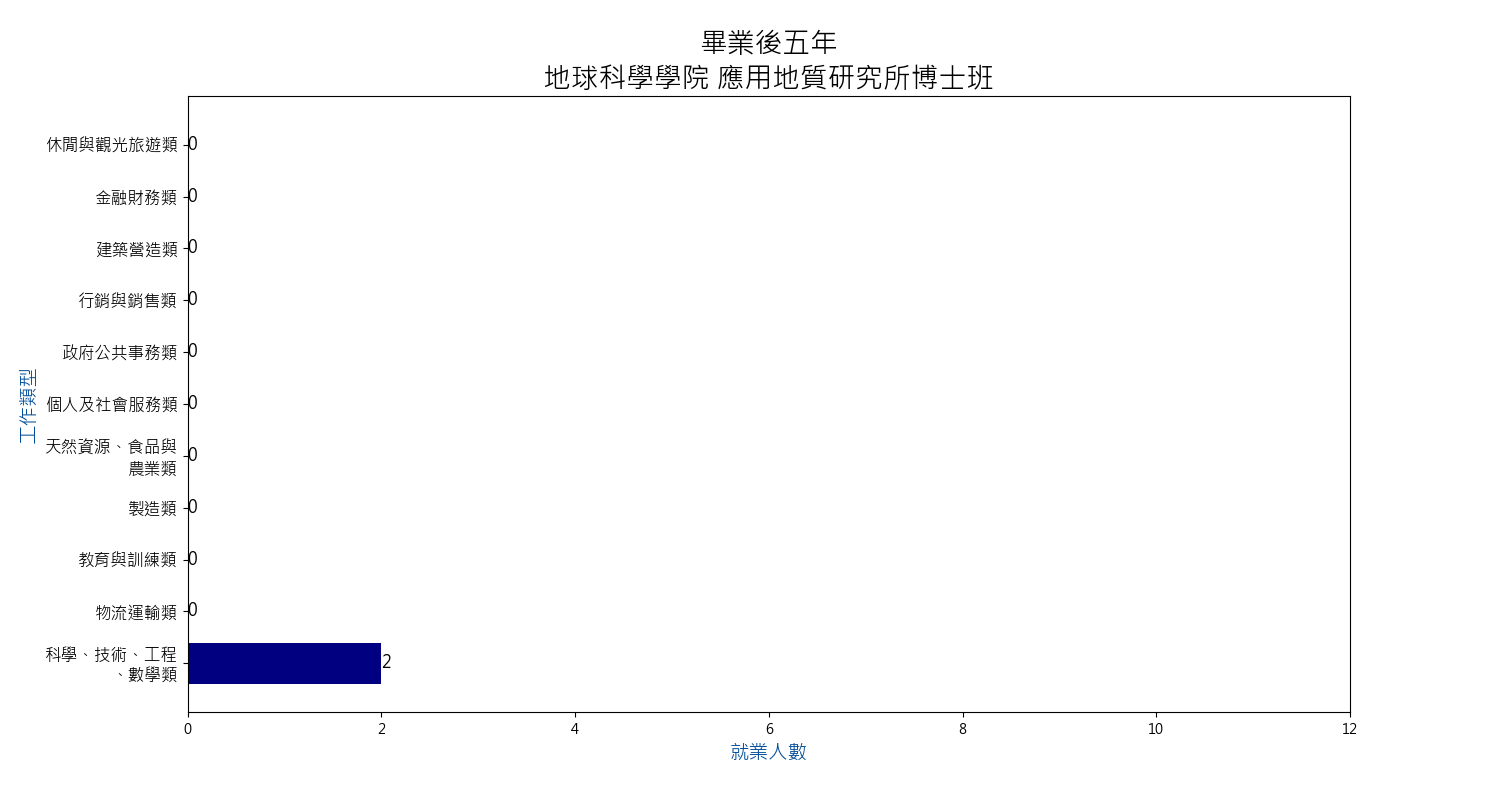 畢業後五年
地球科學學院 應用地質研究所博士班
休閒與觀光旅遊類
0
金融財務類
0
建築營造類
0
行銷與銷售類
0
政府公共事務類
0
個人及社會服務類
0
天然資源、食品與
農業類
0
製造類
0
教育與訓練類
0
物流運輸類
0
科學、技術、工程
、數學類
2
工作類型
0 2 4 6 8 10 12
就業人數